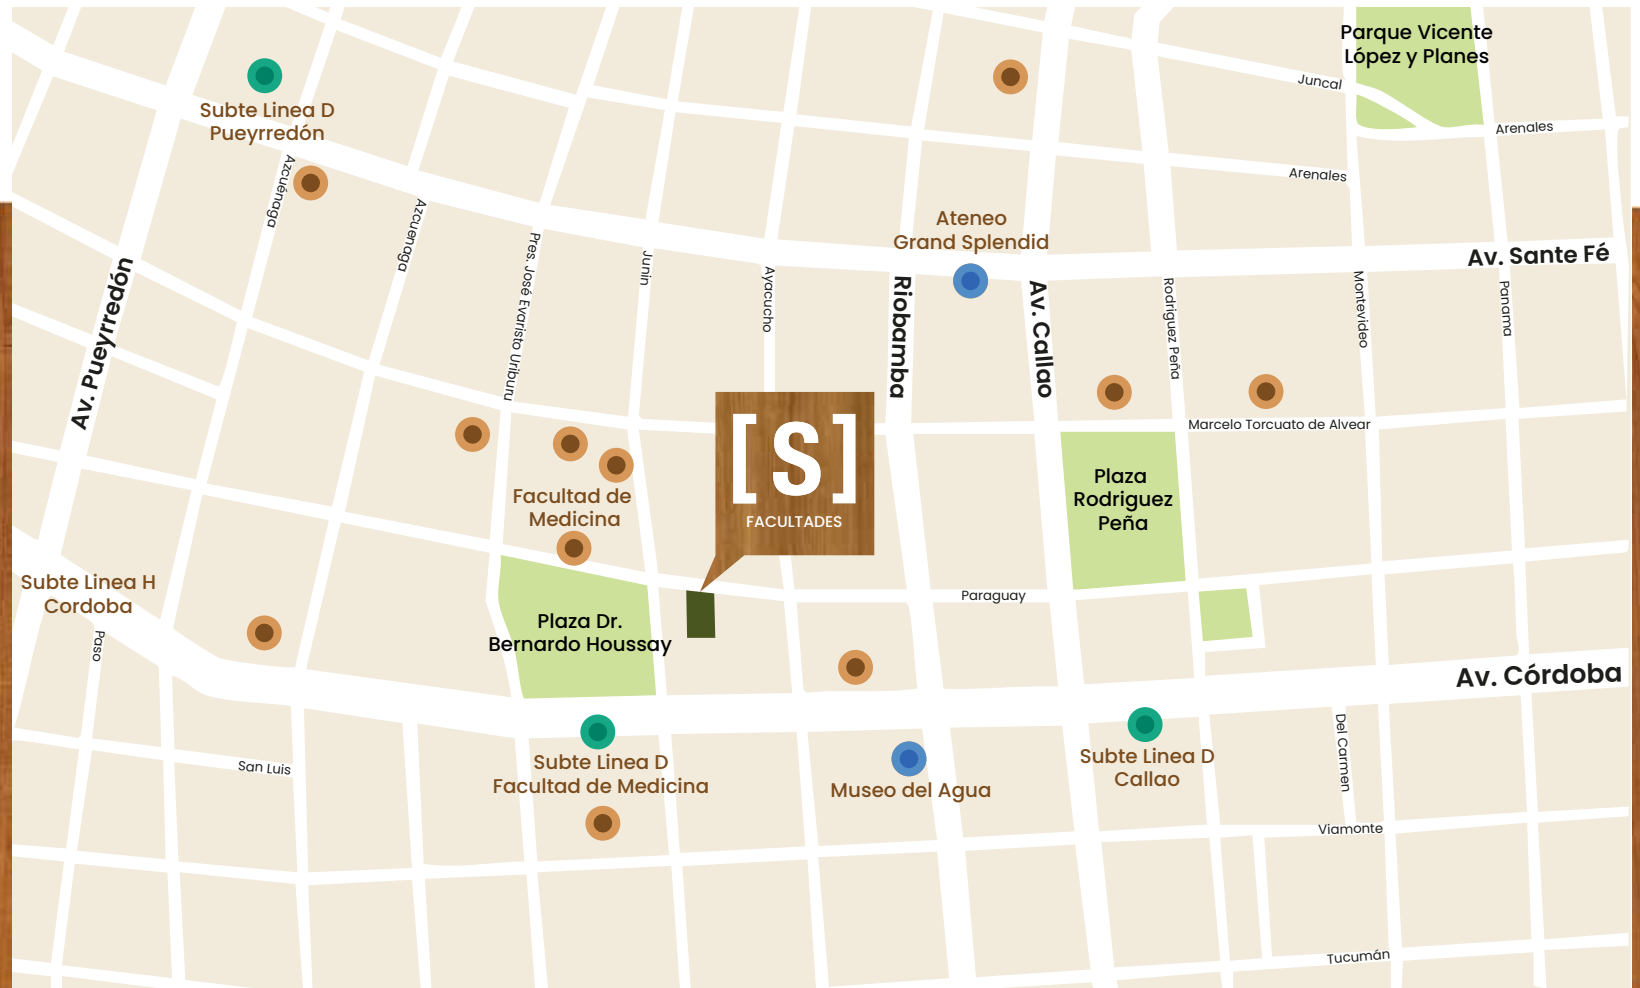 Parque Vicente
López y Planes
Juncal
Subte Linea D
Pueyrredón
Arenales
Azcuénaga
Arenales
Azcuenaga
Ateneo
Grand Splendid
Av. Sante Fé
Av. Pueyrredón
Pres. José Evaristo Uriburu
Junin
Ayacucho
Riobamba
Av. Callao
Rodriguez Peña
Montevideo
Panama
Marcelo Torcuato de Alvear
[S]
FACULTADES
Plaza
Rodriguez
Peña
Facultad de
Medicina
Subte Linea H
Cordoba
Paraguay
Plaza Dr.
Bernardo Houssay
Paso
Av. Córdoba
Del Carmen
San Luis
Subte Linea D
Facultad de Medicina
Museo del Agua
Subte Linea D
Callao
Viamonte
Tucumán